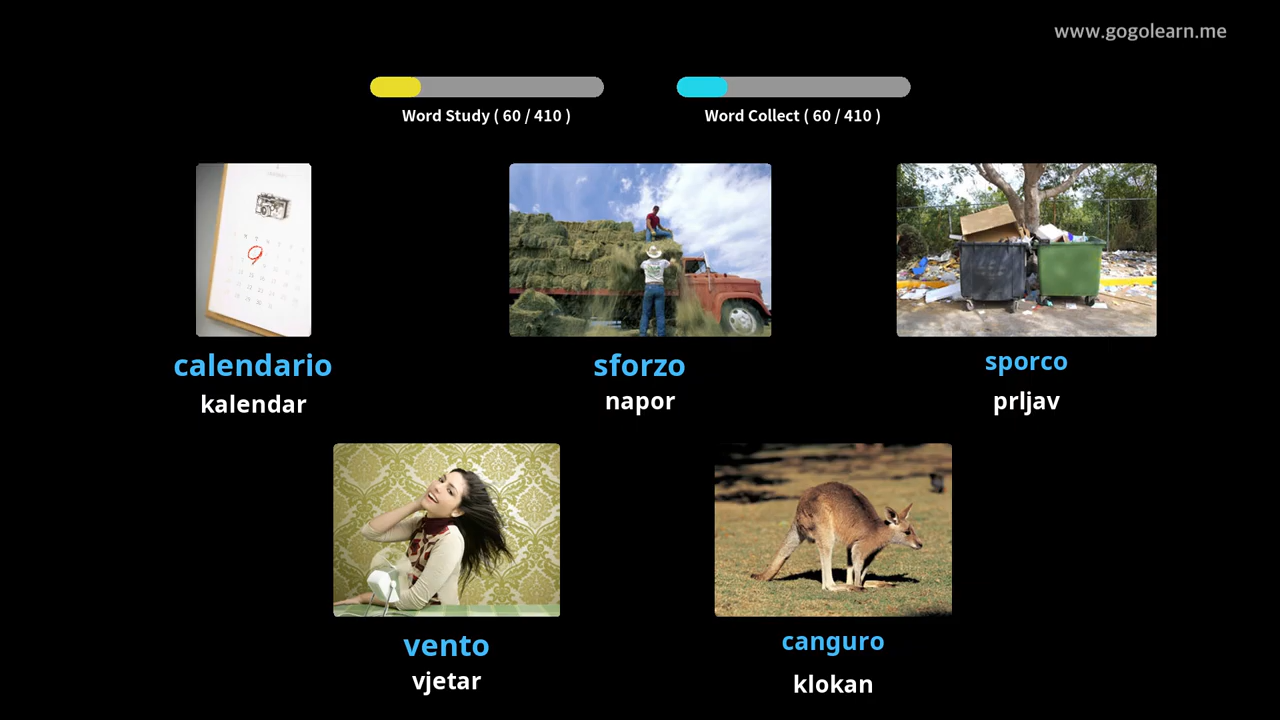 www.gogolearn.me
Word Study ( 60 / 410 )
Word Collect ( 60 / 410 )
calendario
kalendar
sforzo
napor
sporco
prljav
vento
vjetar
canguro
klokan